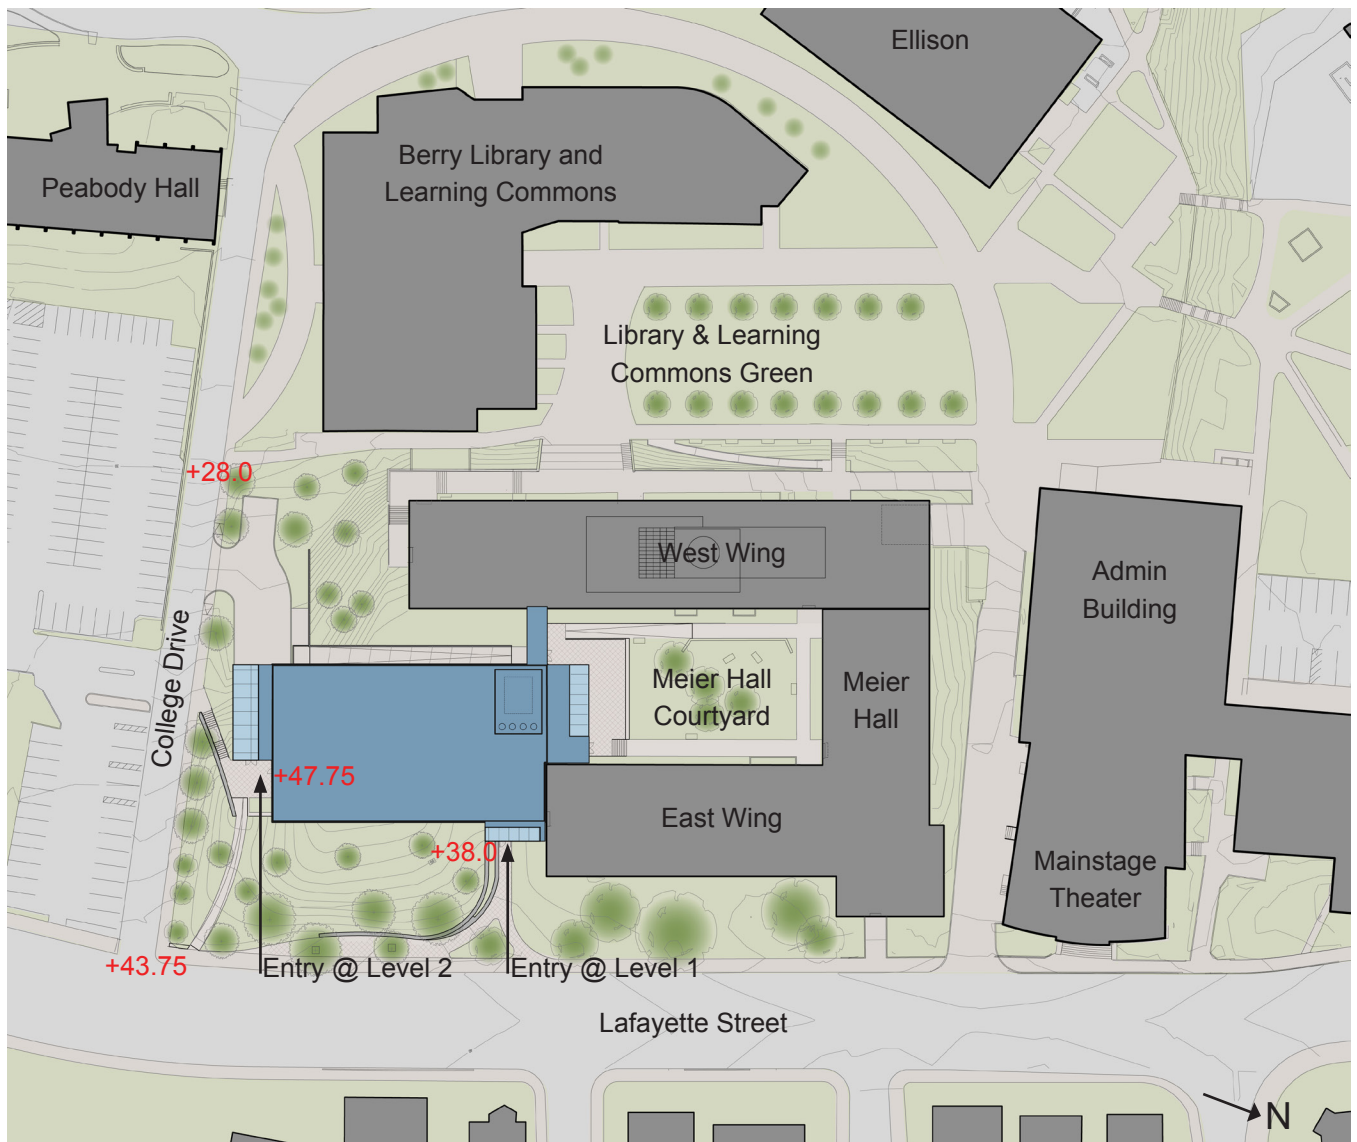 Ellison
Berry Library and
Learning Commons
Peabody Hall
Library & Learning
Commons Green
+28.0
West Wing
Admin
Building
College Drive
Meier Hall
Courtyard
Meier
Hall
+47.75
East Wing
+38.0
Mainstage
Theater
+43.75
Entry @ Level 2
Entry @ Level 1
Lafayette Street
N